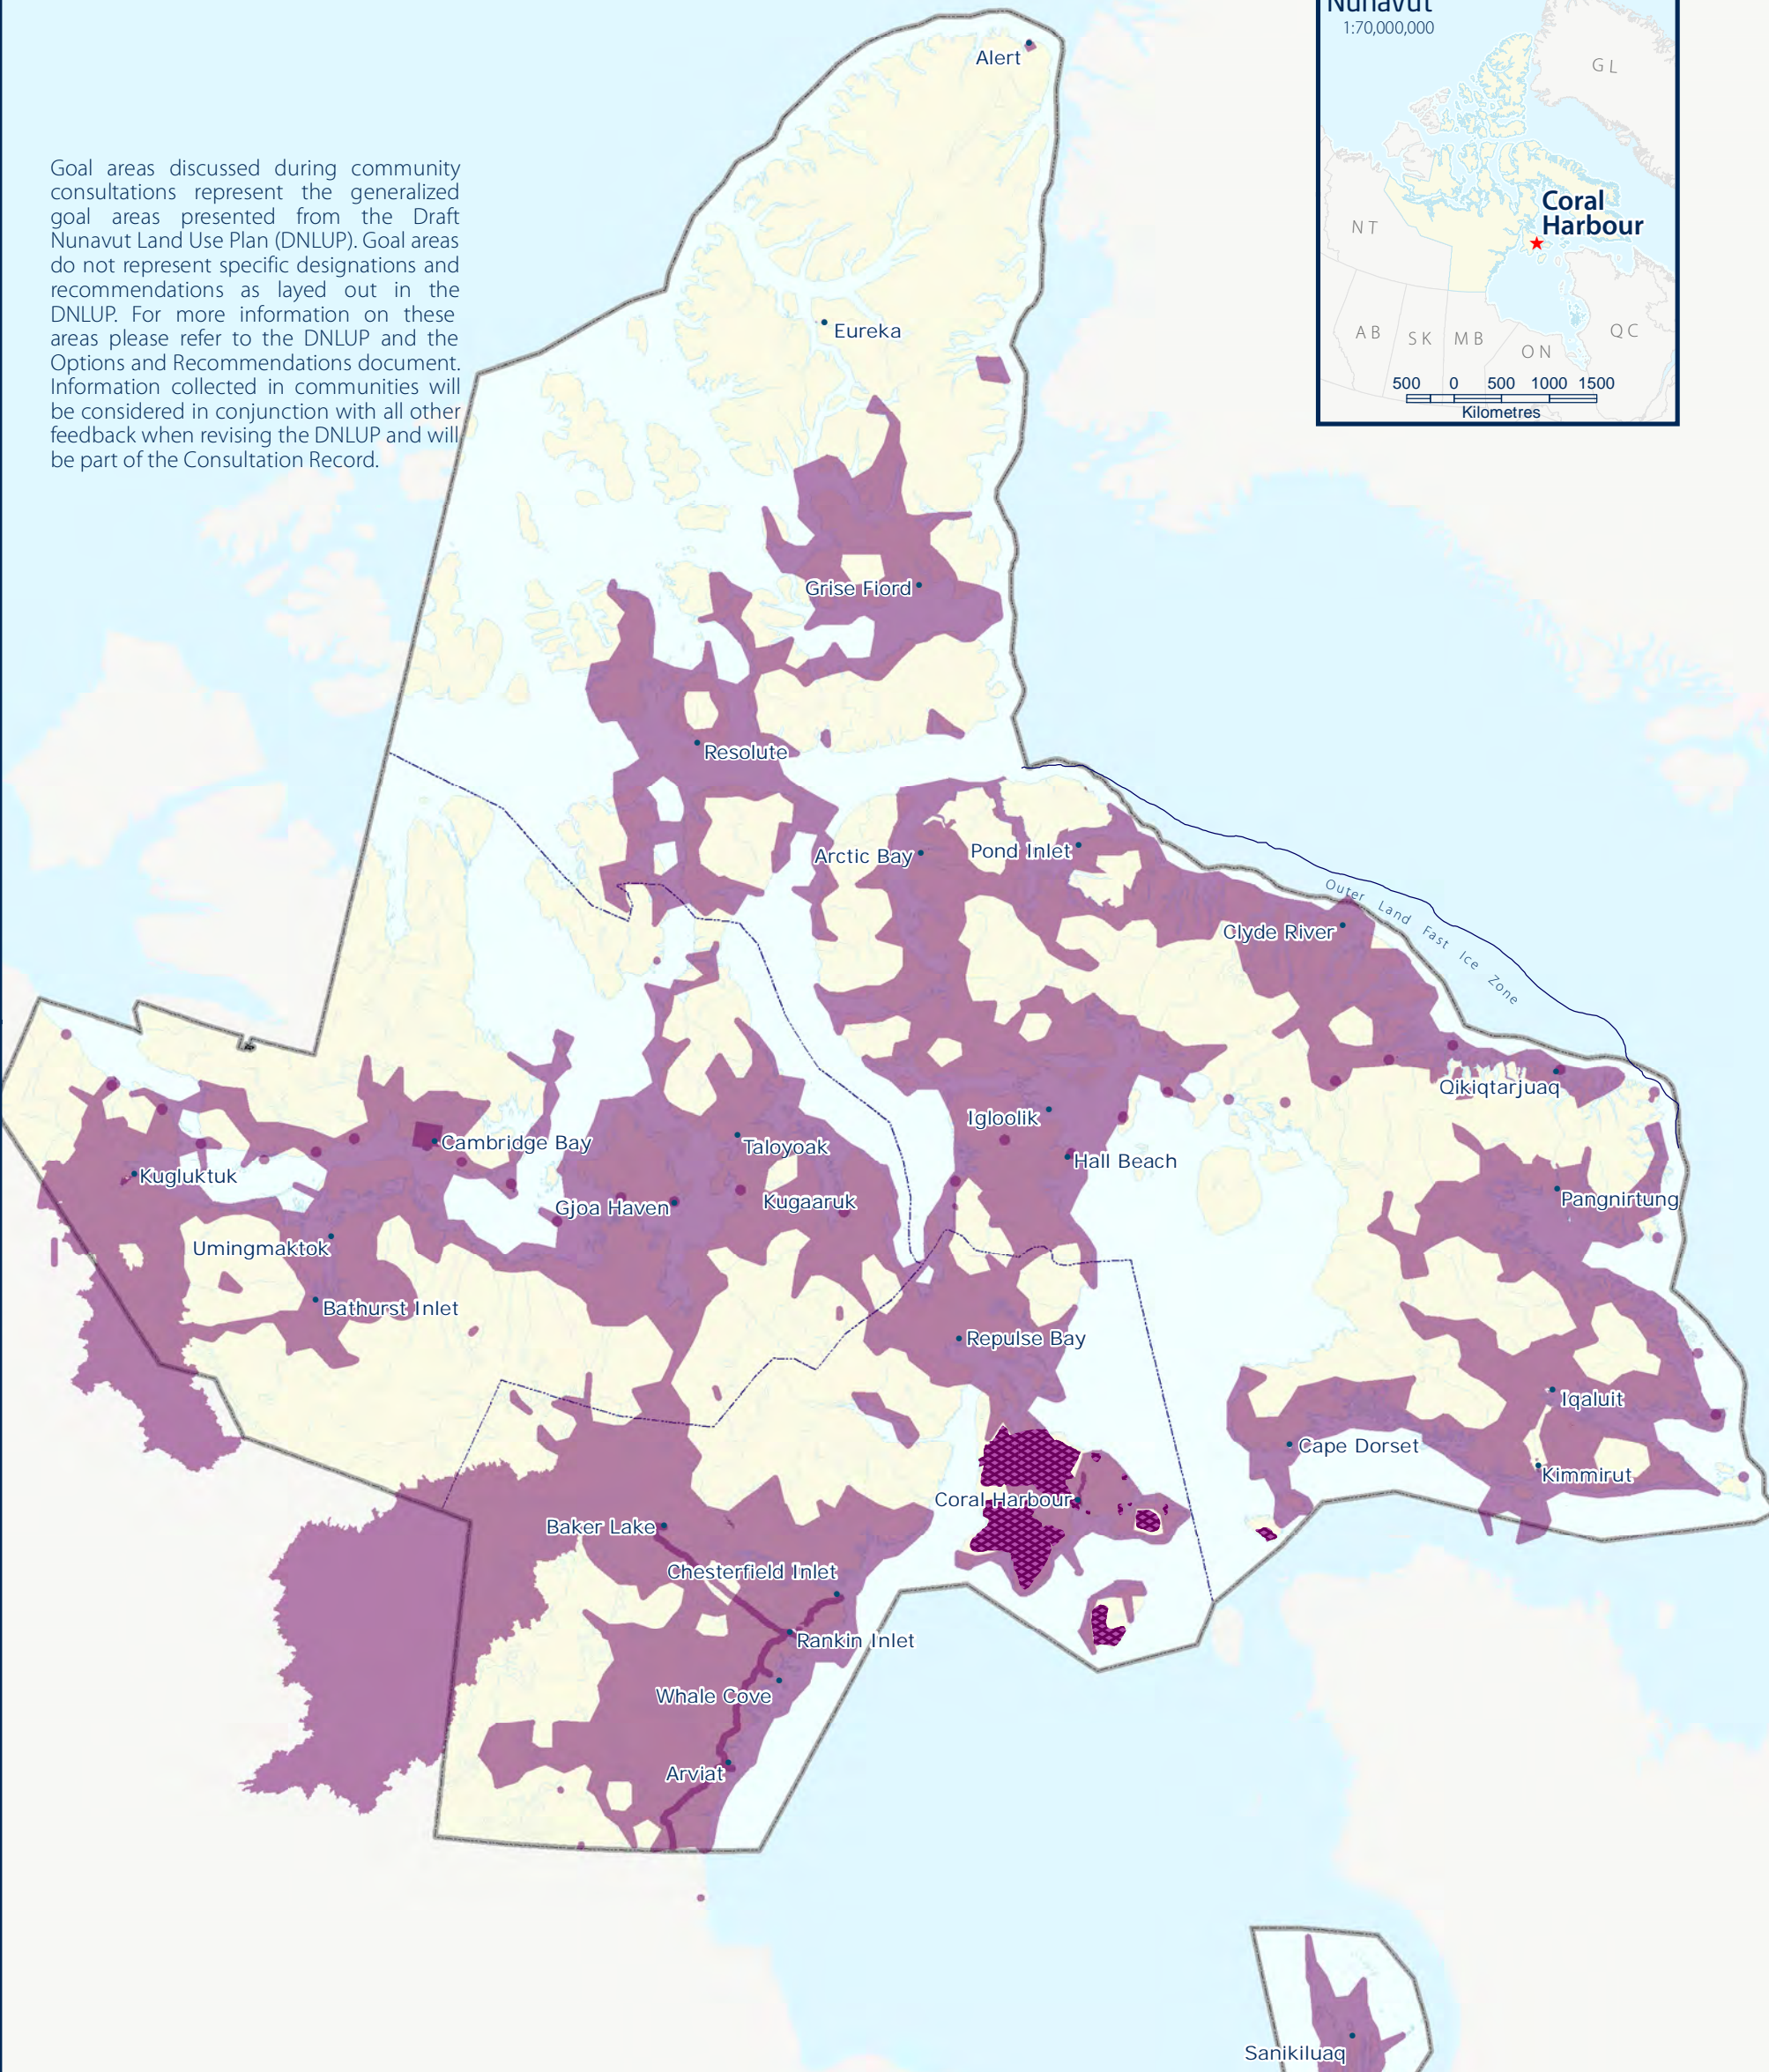 Nunavut
1:70,000,000
GL
NT
Coral
Harbour
AB
SK
MB
ON
QC
500 0 500 1000 1500
Kilometres
Goal areas discussed during community
consultations represent the generalized
goal areas presented from the Draft
Nunavut Land Use Plan (DNLUP). Goal areas
do not represent specific designations and
recommendations as layed out in the
DNLUP. For more information on these
areas please refer to the DNLUP and the
Options and Recommendations document.
Information collected in communities will
be considered in conjunction with all other
feedback when revising the DNLUP and will
be part of the Consultation Record.
Alert
Eureka
Grise Fiord
Resolute
Arctic Bay
Pond Inlet
Outer Land Fast Ice Zone
Clyde River
Qikiqtarjuaq
Igloolik
Cambridge Bay
Taloyoak
Hall Beach
Kugluktuk
Gjoa Haven
Kugaaruk
Pangnirtung
Umingmaktok
Bathurst Inlet
Repulse Bay
Iqaluit
Cape Dorset
Kimmirut
Coral Harbour
Baker Lake
Chesterfield Inlet
Rankin Inlet
Whale Cove
Arviat
Sanikiluaq